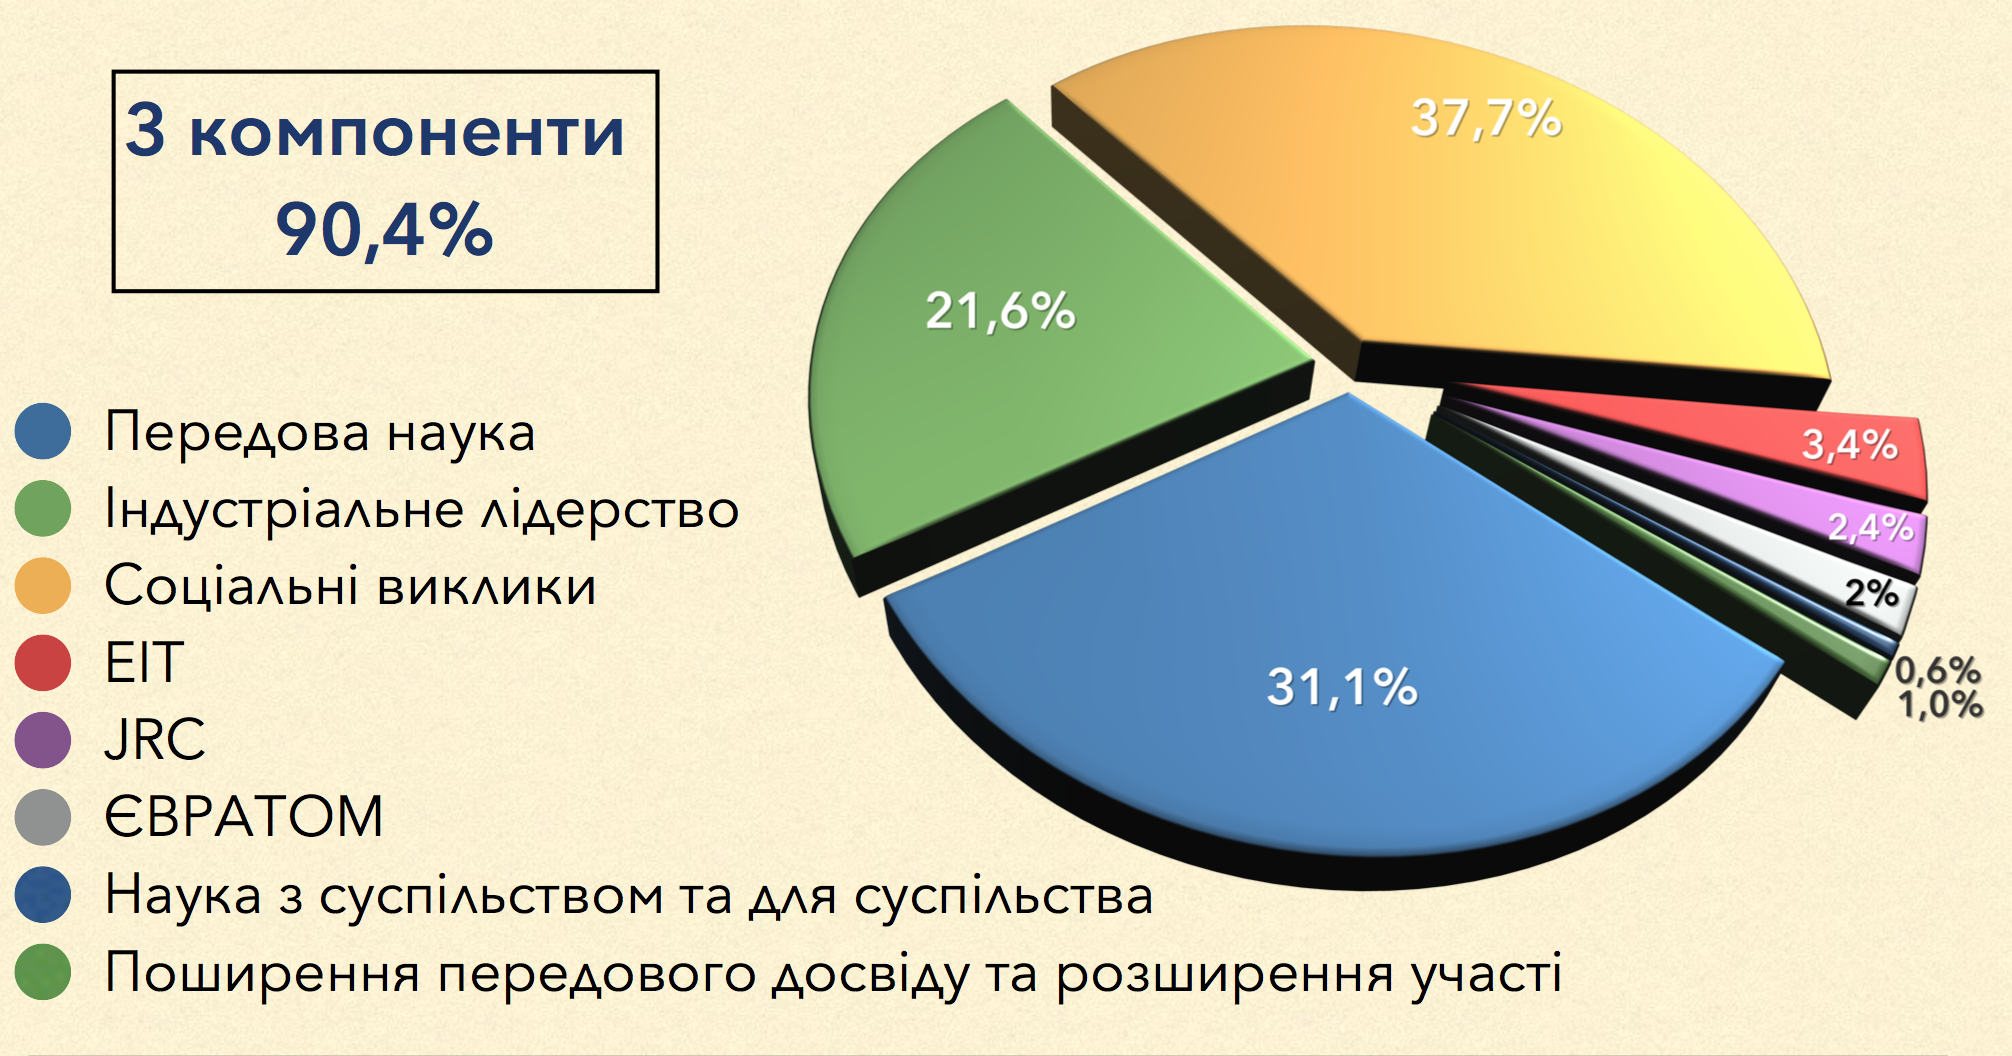 3 компоненти
90,4%
37,7%
21,6%
3,4%
2,4%
2%
0,6%
1,0%
31,1%
Передова наука
Індустріальне лідерство
Соціальні виклики
EIT
JRC
ЄВРАТОМ
Наука з суспільством та для суспільства
Поширення передового досвіду та розширення участі